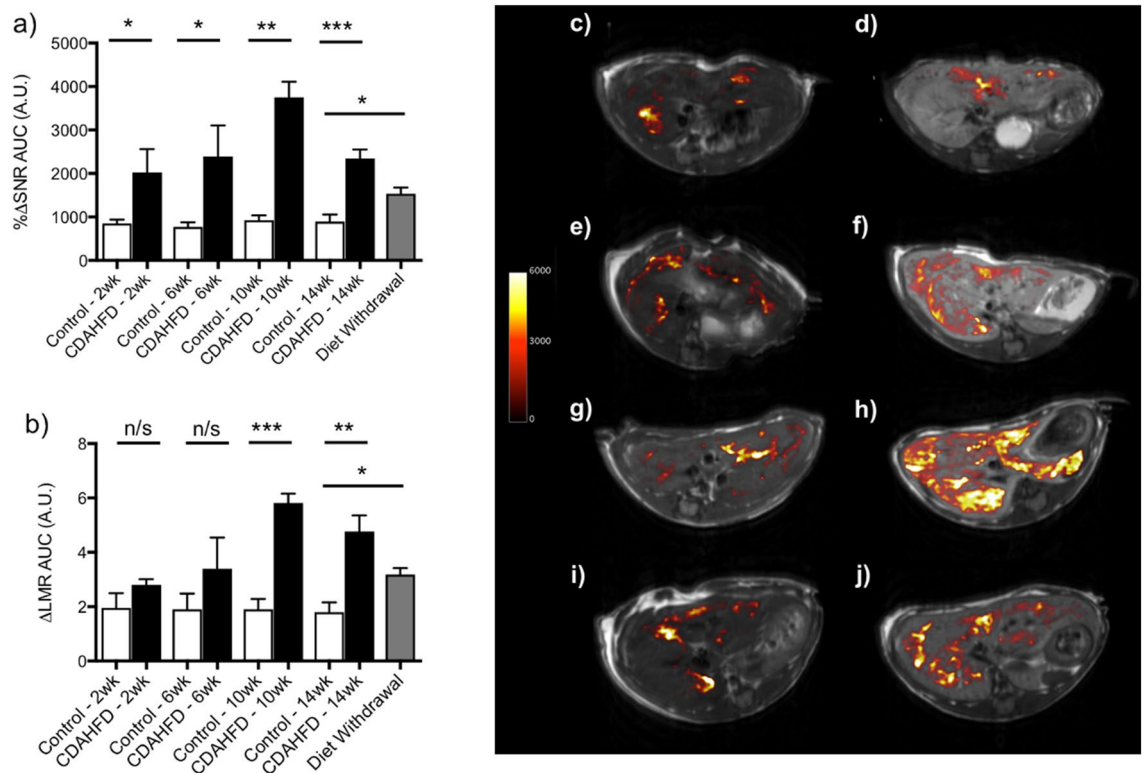 a)
* * ** ***
*
5000
4000
3000
2000
1000
0
%ΔSNR AUC (A.U.)
Control - 2wk
CDAHFD - 2wk
Control - 6wk
CDAHFD - 6wk
Control - 10wk
CDAHFD - 10wk
Control - 14wk
CDAHFD - 14wk
Diet Withdrawal
b)
n/s n/s *** **
*
8
6
4
2
0
ΔLMR AUC (A.U.)
Control - 2wk
CDAHFD - 2wk
Control - 6wk
CDAHFD - 6wk
Control - 10wk
CDAHFD - 10wk
Control - 14wk
CDAHFD - 14wk
Diet Withdrawal
c)
d)
e)
f)
6000
3000
0
g)
h)
i)
j)